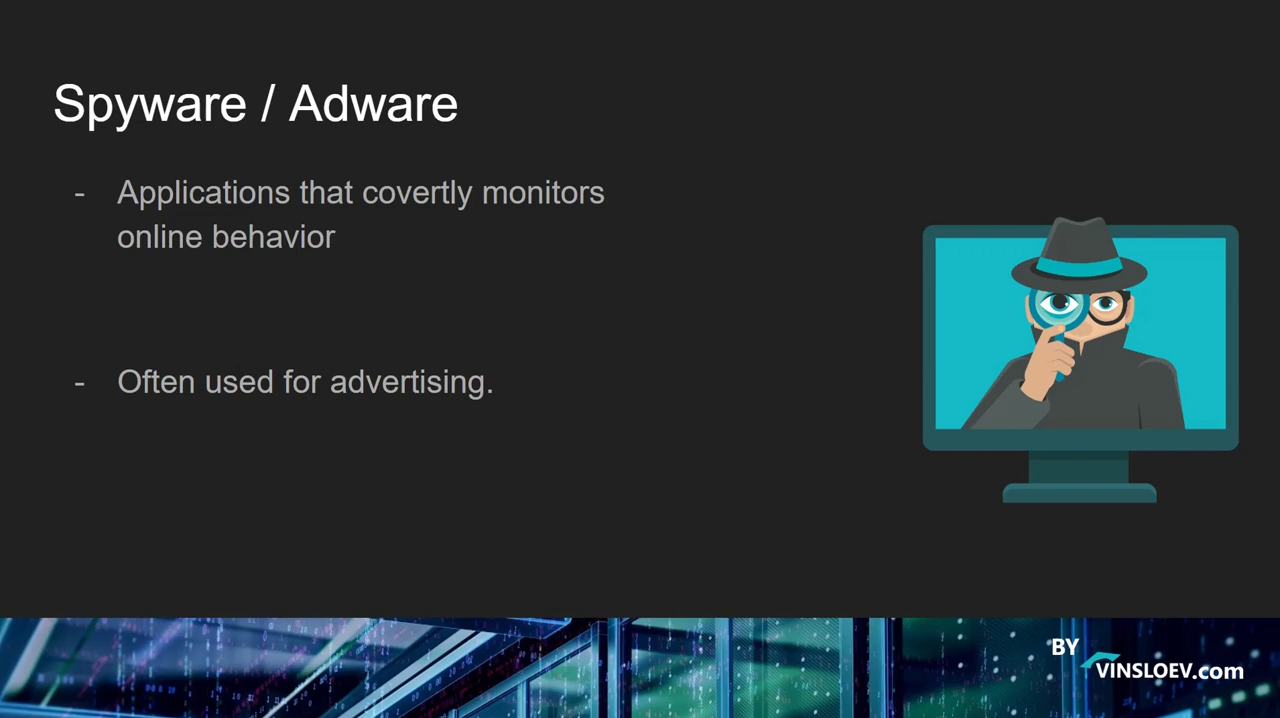 Spyware / Adware
- Applications that covertly monitors
online behavior
- Often used for advertising.
BY
VINSLOEV.com